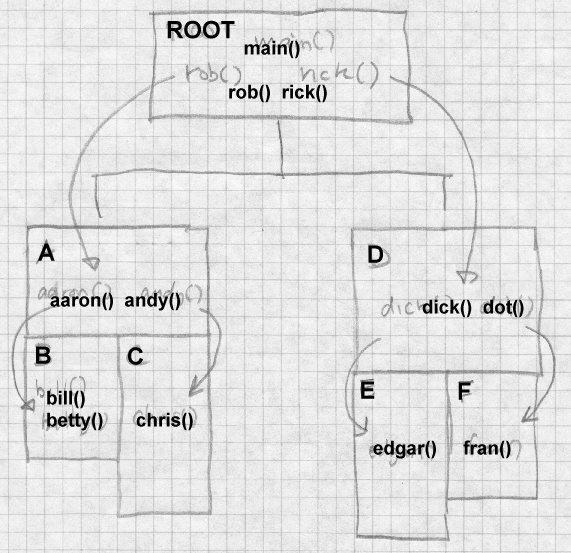 ROOT
main()
rob() rick()
A
aaron() andy()
B
bill()
betty()
C
chris()
D
dick() dot()
E
edgar()
F
fran()